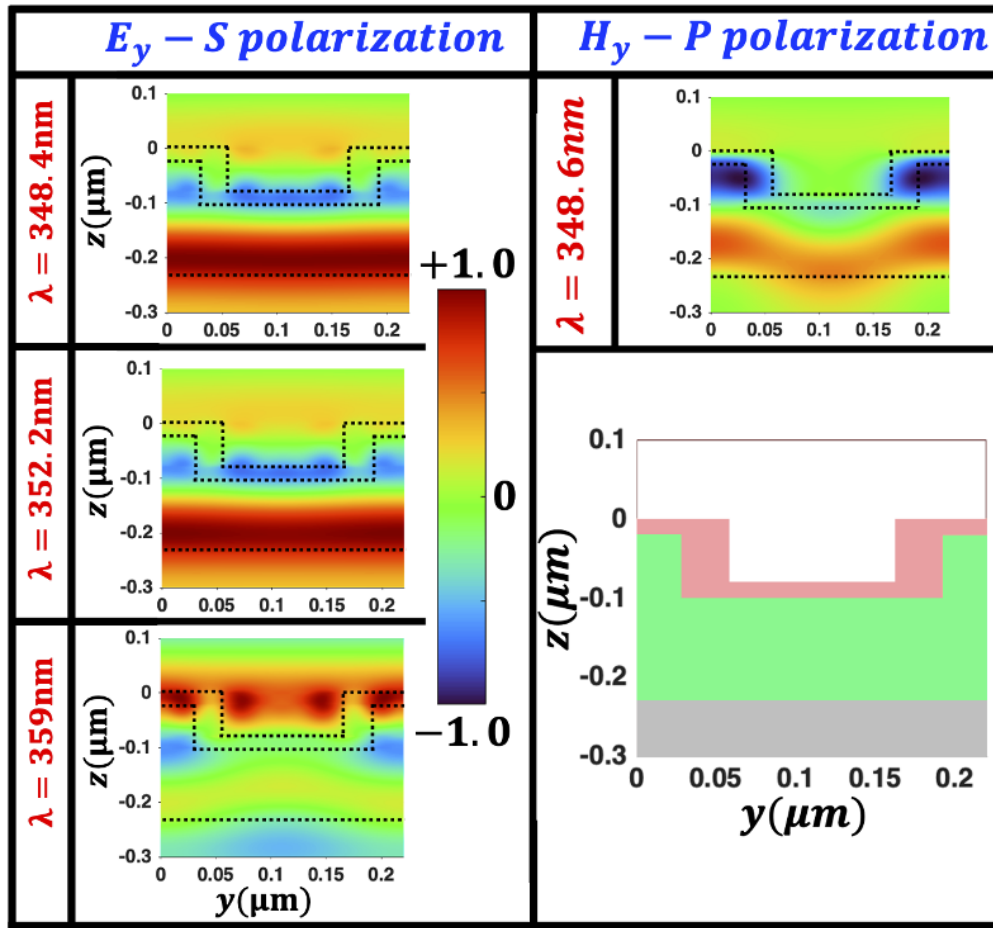 E_y − S polarization
H_y − P polarization
λ = 348.4nm
z(μm)
0.1
0
-0.1
-0.2
-0.3
0 0.05 0.1 0.15 0.2
λ = 352.2nm
z(μm)
0.1
0
-0.1
-0.2
-0.3
0 0.05 0.1 0.15 0.2
λ = 359nm
z(μm)
0.1
0
-0.1
-0.2
-0.3
0 0.05 0.1 0.15 0.2
y(μm)
+1.0
0
−1.0
λ = 348.6nm
0.1
0
-0.1
-0.2
-0.3
0 0.05 0.1 0.15 0.2
z(μm)
0.1
0
-0.1
-0.2
-0.3
0 0.05 0.1 0.15 0.2
y(μm)